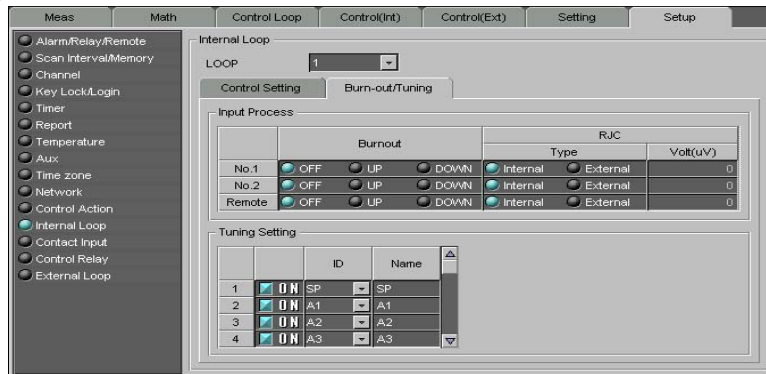 Meas Math Control Loop Control(Int) Control(Ext) Setting Setup
Alarm/Relay/Remote
Scan Interval/Memory
Channel
Key Lock/Login
Timer
Report
Temperature
Aux
Time zone
Network
Control Action
Internal Loop
Contact Input
Control Relay
External Loop
Internal Loop
LOOP 1
Control Setting Burn-out/Tuning
Input Process
Burnout RJC
Type Volt(uV)
No.1 OFF UP DOWN Internal External 0
No.2 OFF UP DOWN Internal External 0
Remote OFF UP DOWN Internal External 0
Tuning Setting
ID Name
1 ON SP SP
2 ON A1 A1
3 ON A2 A2
4 ON A3 A3